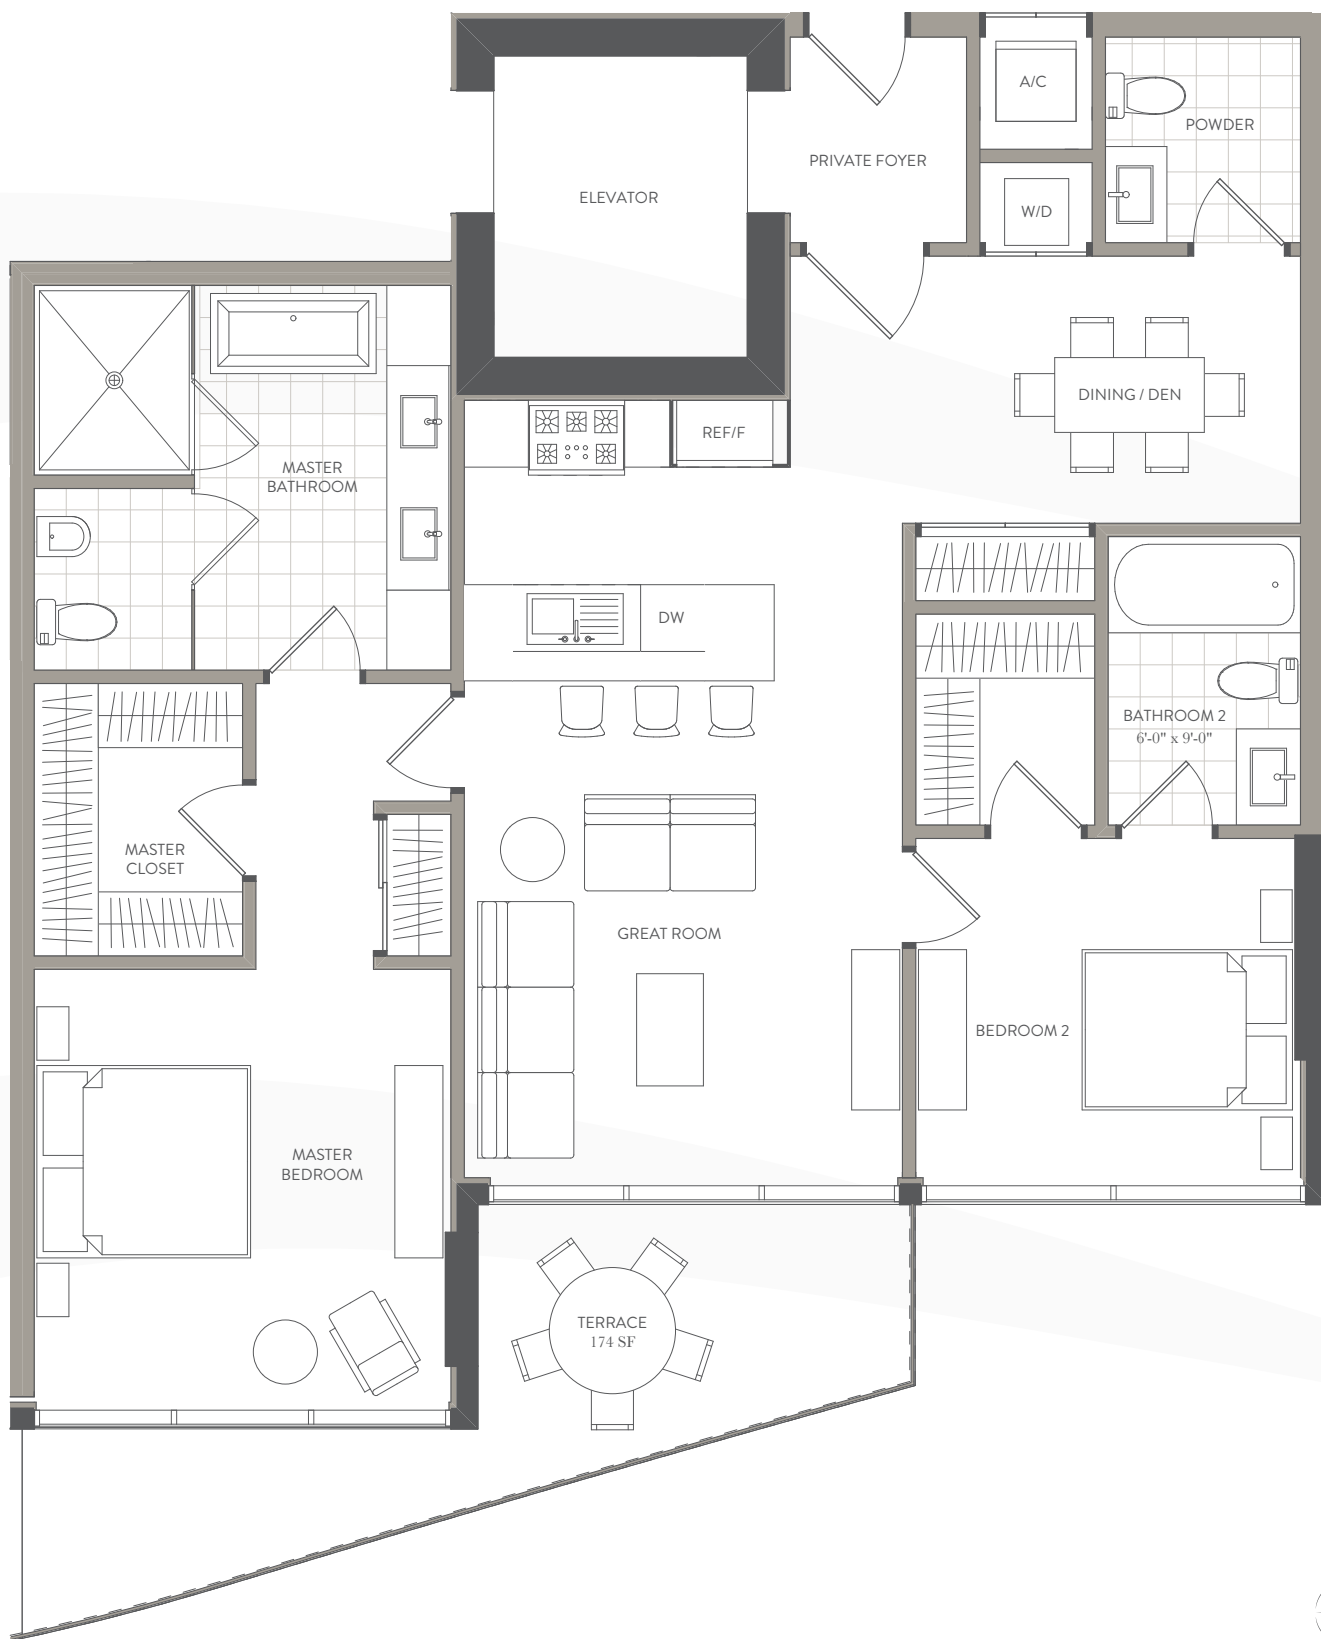 A/C
POWDER
PRIVATE FOYER
ELEVATOR
W/D
DINING / DEN
REF/F
MASTER
BATHROOM
DW
BATHROOM 2
6'-0" x 9'-0"
MASTER
CLOSET
GREAT ROOM
BEDROOM 2
MASTER
BEDROOM
TERRACE
174 SF